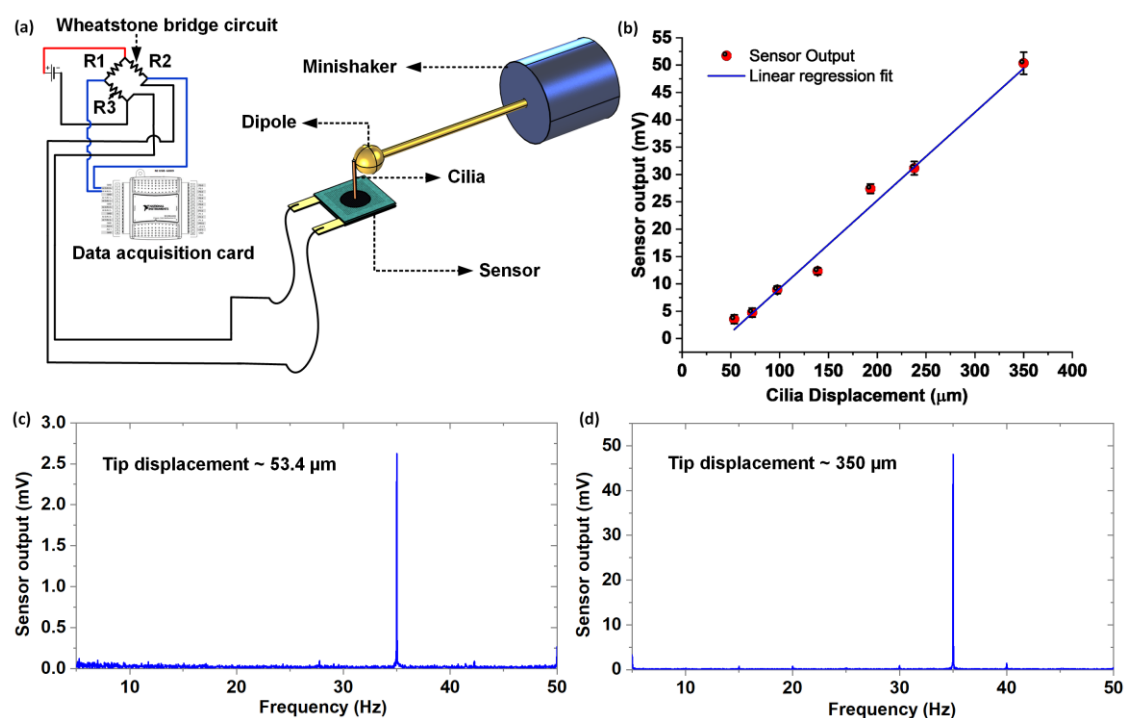 (a)
Wheatstone bridge circuit
R1
R2
R3
+
-
Minishaker
Dipole
Cilia
Sensor
Data acquisition card
(b)
Sensor Output
Linear regression fit
Sensor output (mV)
55
50
45
40
35
30
25
20
15
10
5
0
0 50 100 150 200 250 300 350 400
Cilia Displacement (μm)
(c)
Tip displacement ~ 53.4 μm
Sensor output (mV)
3.0
2.5
2.0
1.5
1.0
0.5
0.0
10 20 30 40 50
Frequency (Hz)
(d)
Tip displacement ~ 350 μm
Sensor output (mV)
50
40
30
20
10
0
10 20 30 40 50
Frequency (Hz)